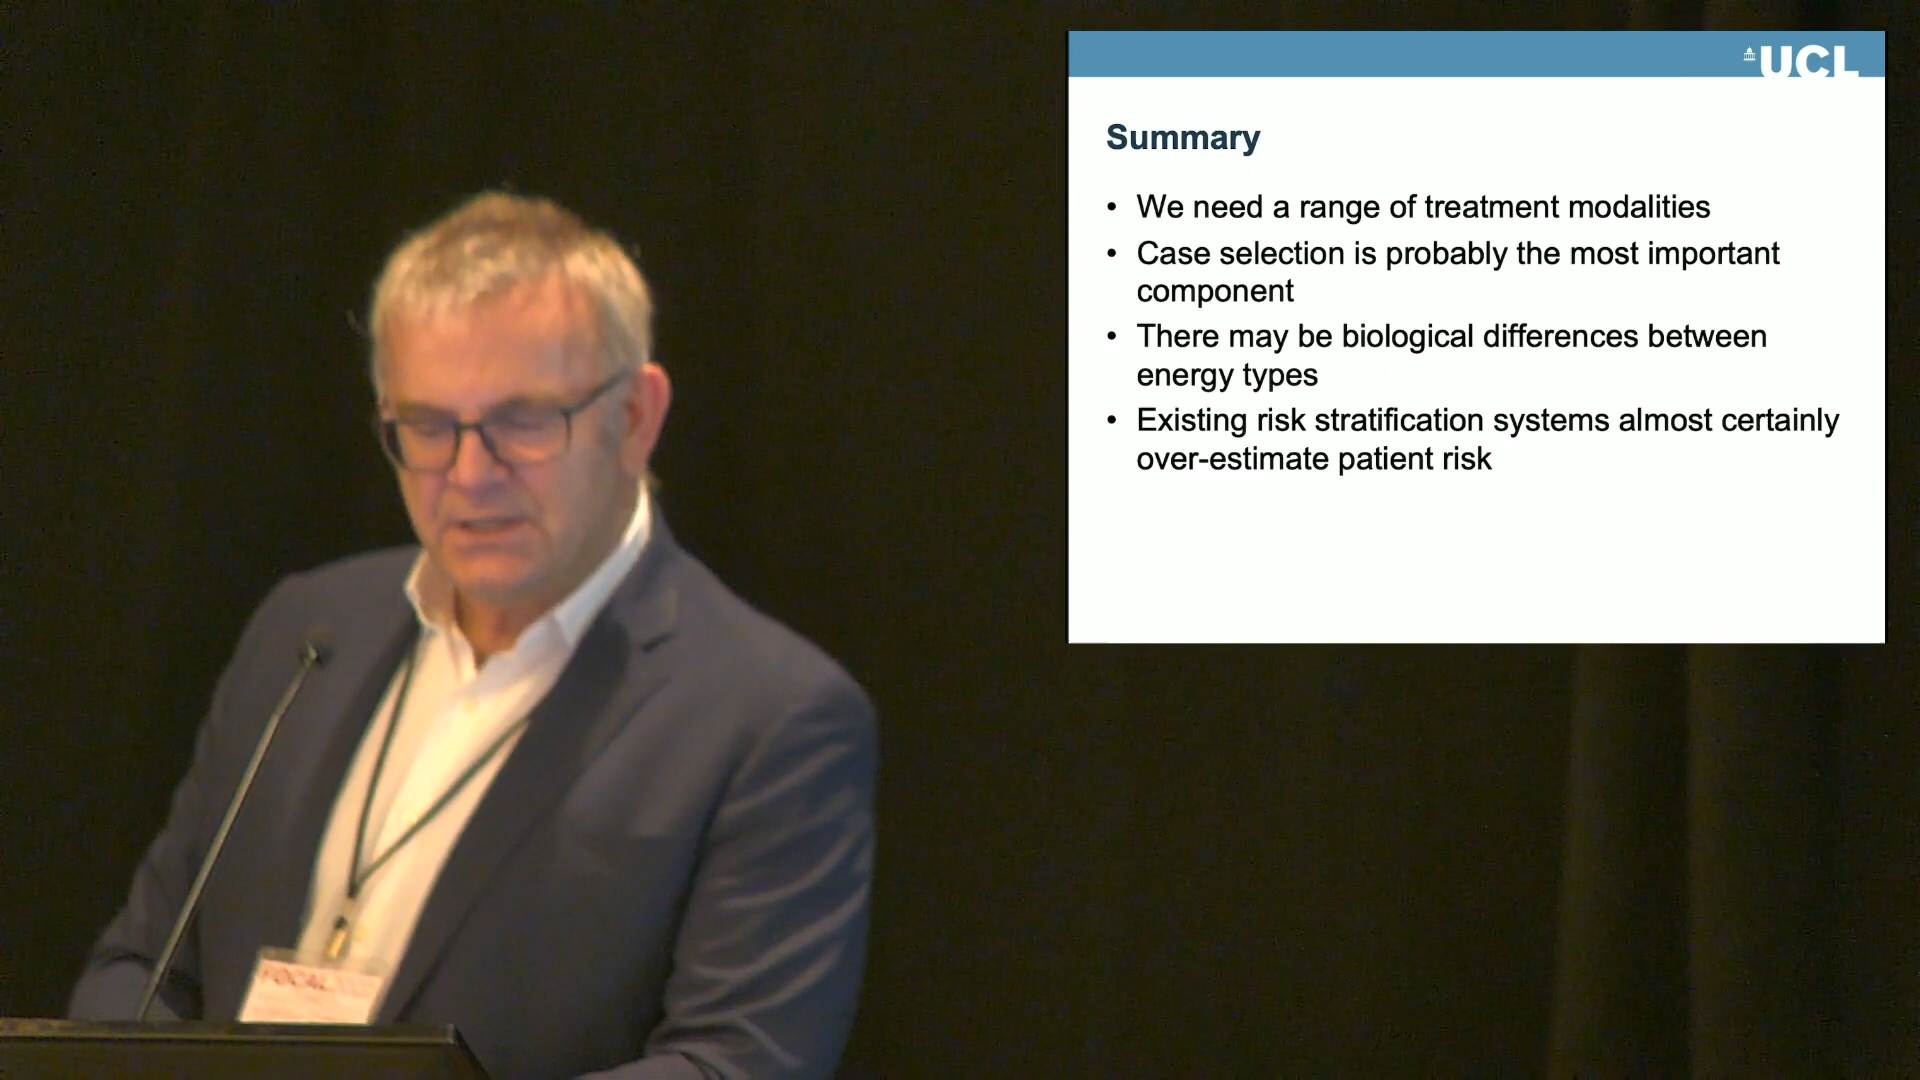 UCL
Summary
• We need a range of treatment modalities
• Case selection is probably the most important
component
• There may be biological differences between
energy types
• Existing risk stratification systems almost certainly
over-estimate patient risk
FOCAL